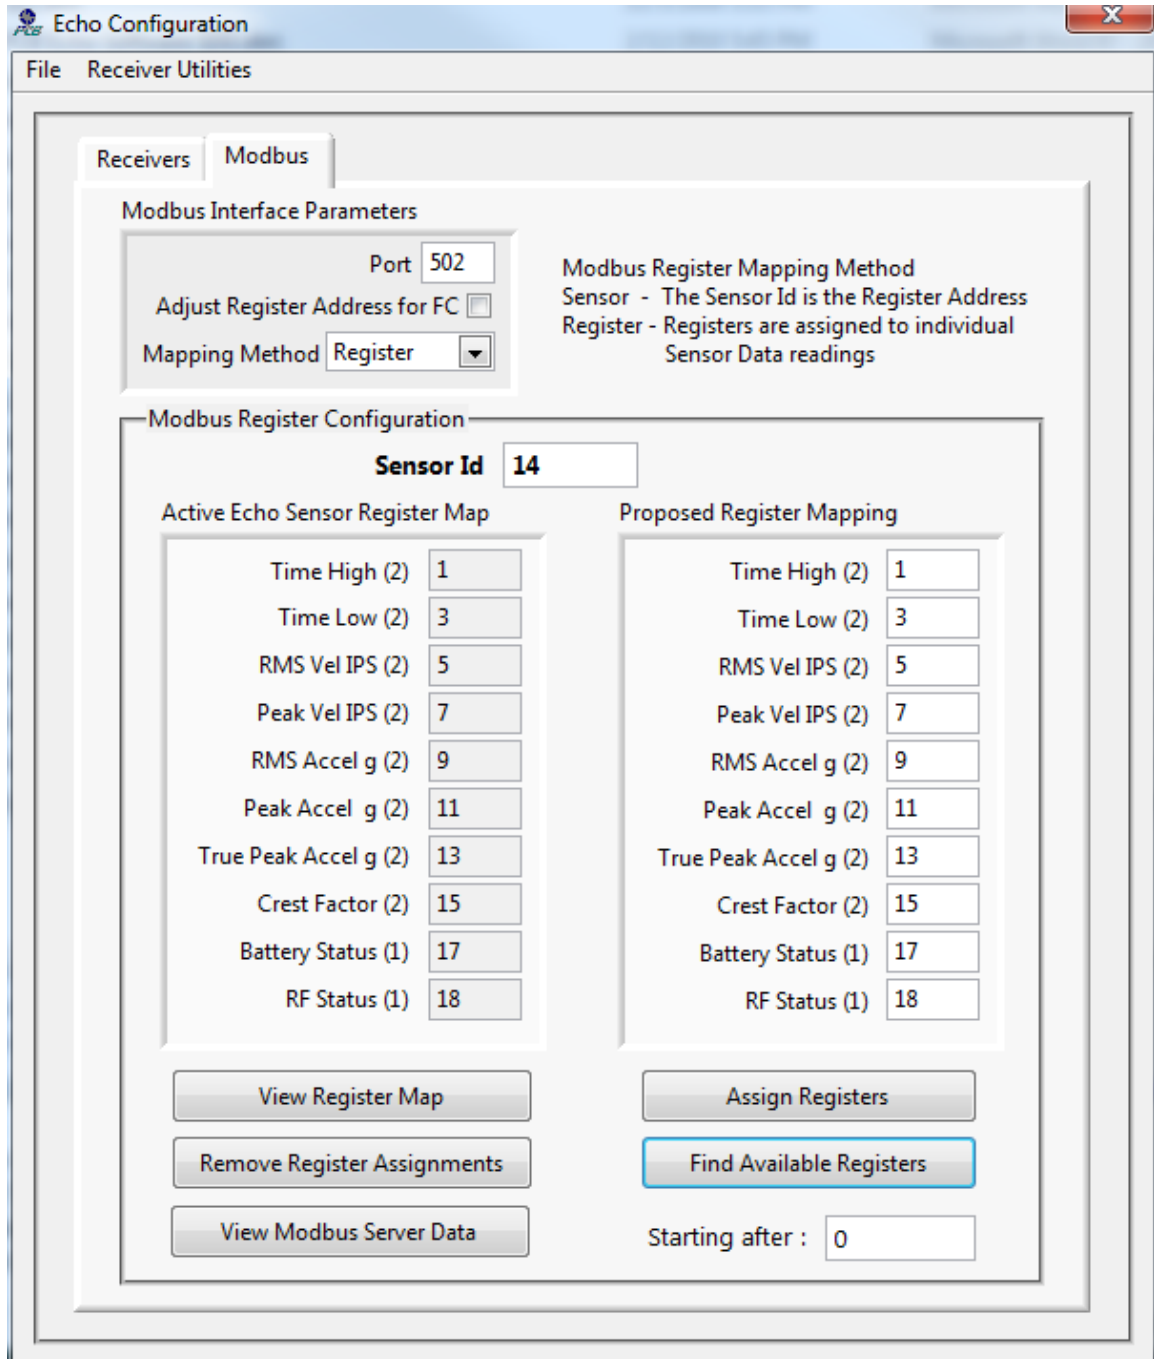 Echo Configuration
X
File Receiver Utilities
Receivers Modbus
Modbus Interface Parameters
Port 502
Adjust Register Address for FC
Mapping Method Register
Modbus Register Mapping Method
Sensor - The Sensor Id is the Register Address
Register - Registers are assigned to individual
Sensor Data readings
Modbus Register Configuration
Sensor Id 14
Active Echo Sensor Register Map
Time High (2) 1
Time Low (2) 3
RMS Vel IPS (2) 5
Peak Vel IPS (2) 7
RMS Accel g (2) 9
Peak Accel g (2) 11
True Peak Accel g (2) 13
Crest Factor (2) 15
Battery Status (1) 17
RF Status (1) 18
View Register Map
Remove Register Assignments
View Modbus Server Data
Proposed Register Mapping
Time High (2) 1
Time Low (2) 3
RMS Vel IPS (2) 5
Peak Vel IPS (2) 7
RMS Accel g (2) 9
Peak Accel g (2) 11
True Peak Accel g (2) 13
Crest Factor (2) 15
Battery Status (1) 17
RF Status (1) 18
Assign Registers
Find Available Registers
Starting after : 0